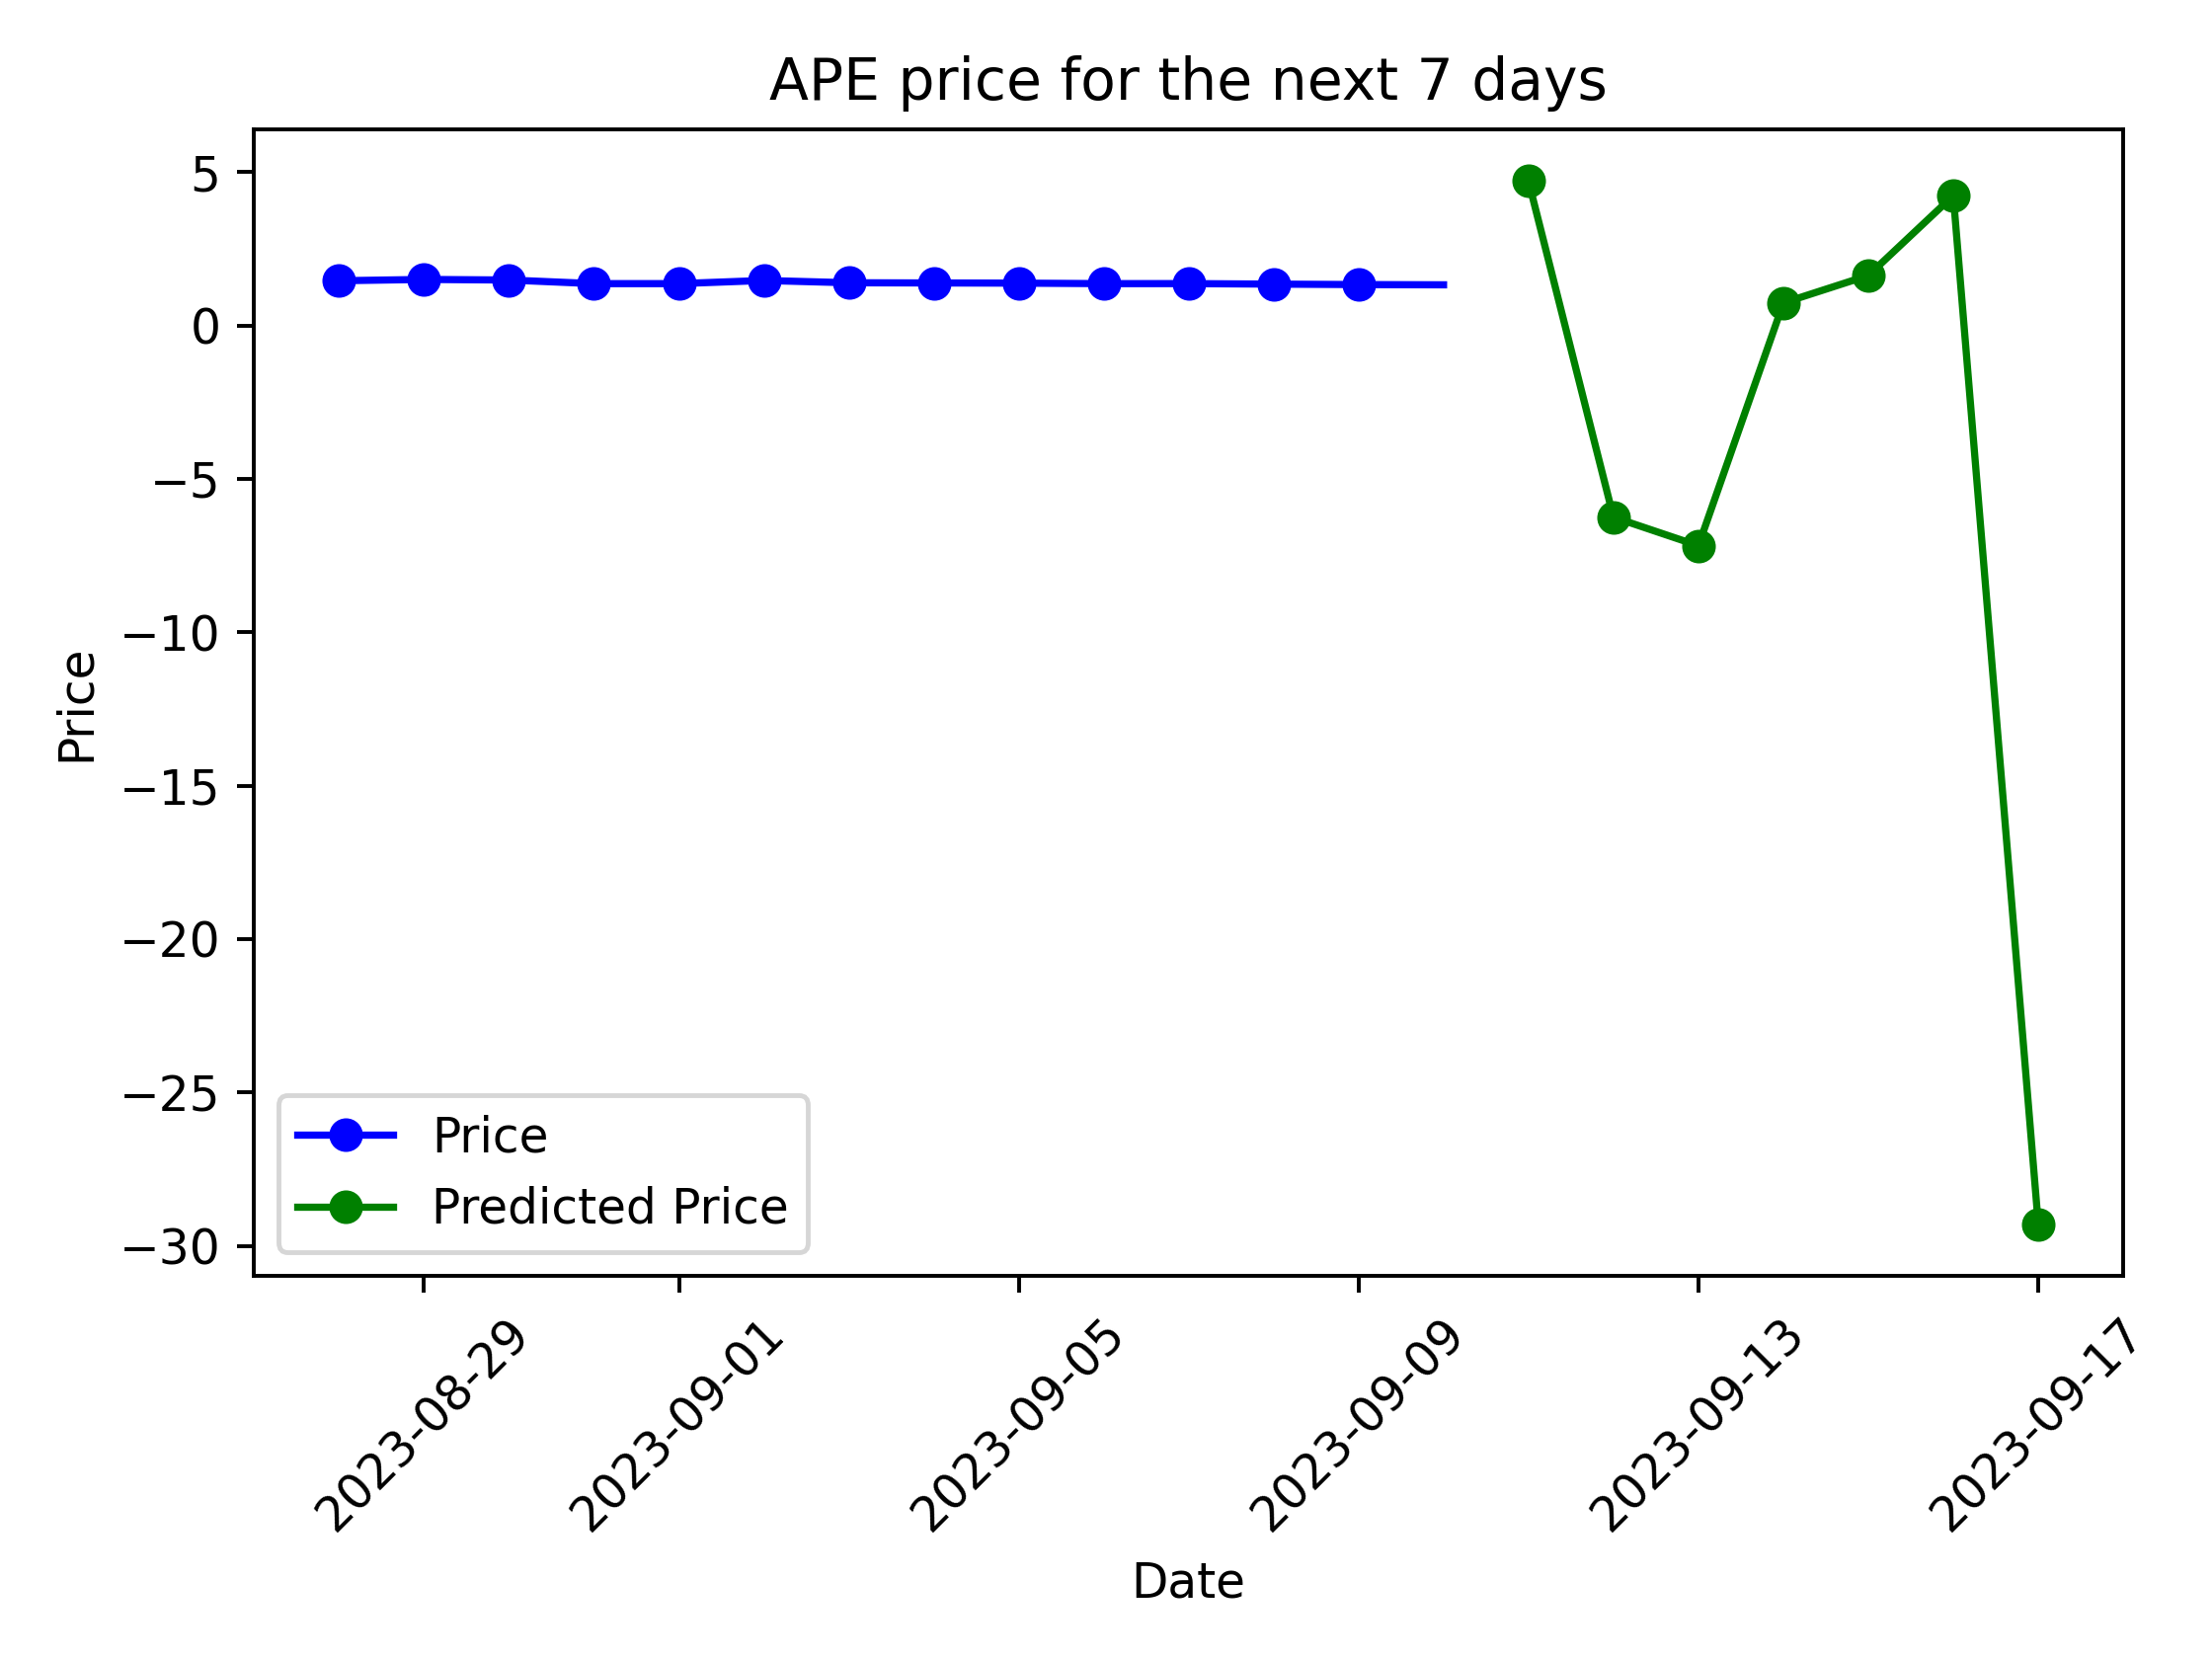 APE price for the next 7 days
5
0
−5
−10
−15
−20
−25
−30
Price
Price
Predicted Price
2023-08-29
2023-09-01
2023-09-05
2023-09-09
2023-09-13
2023-09-17
Date